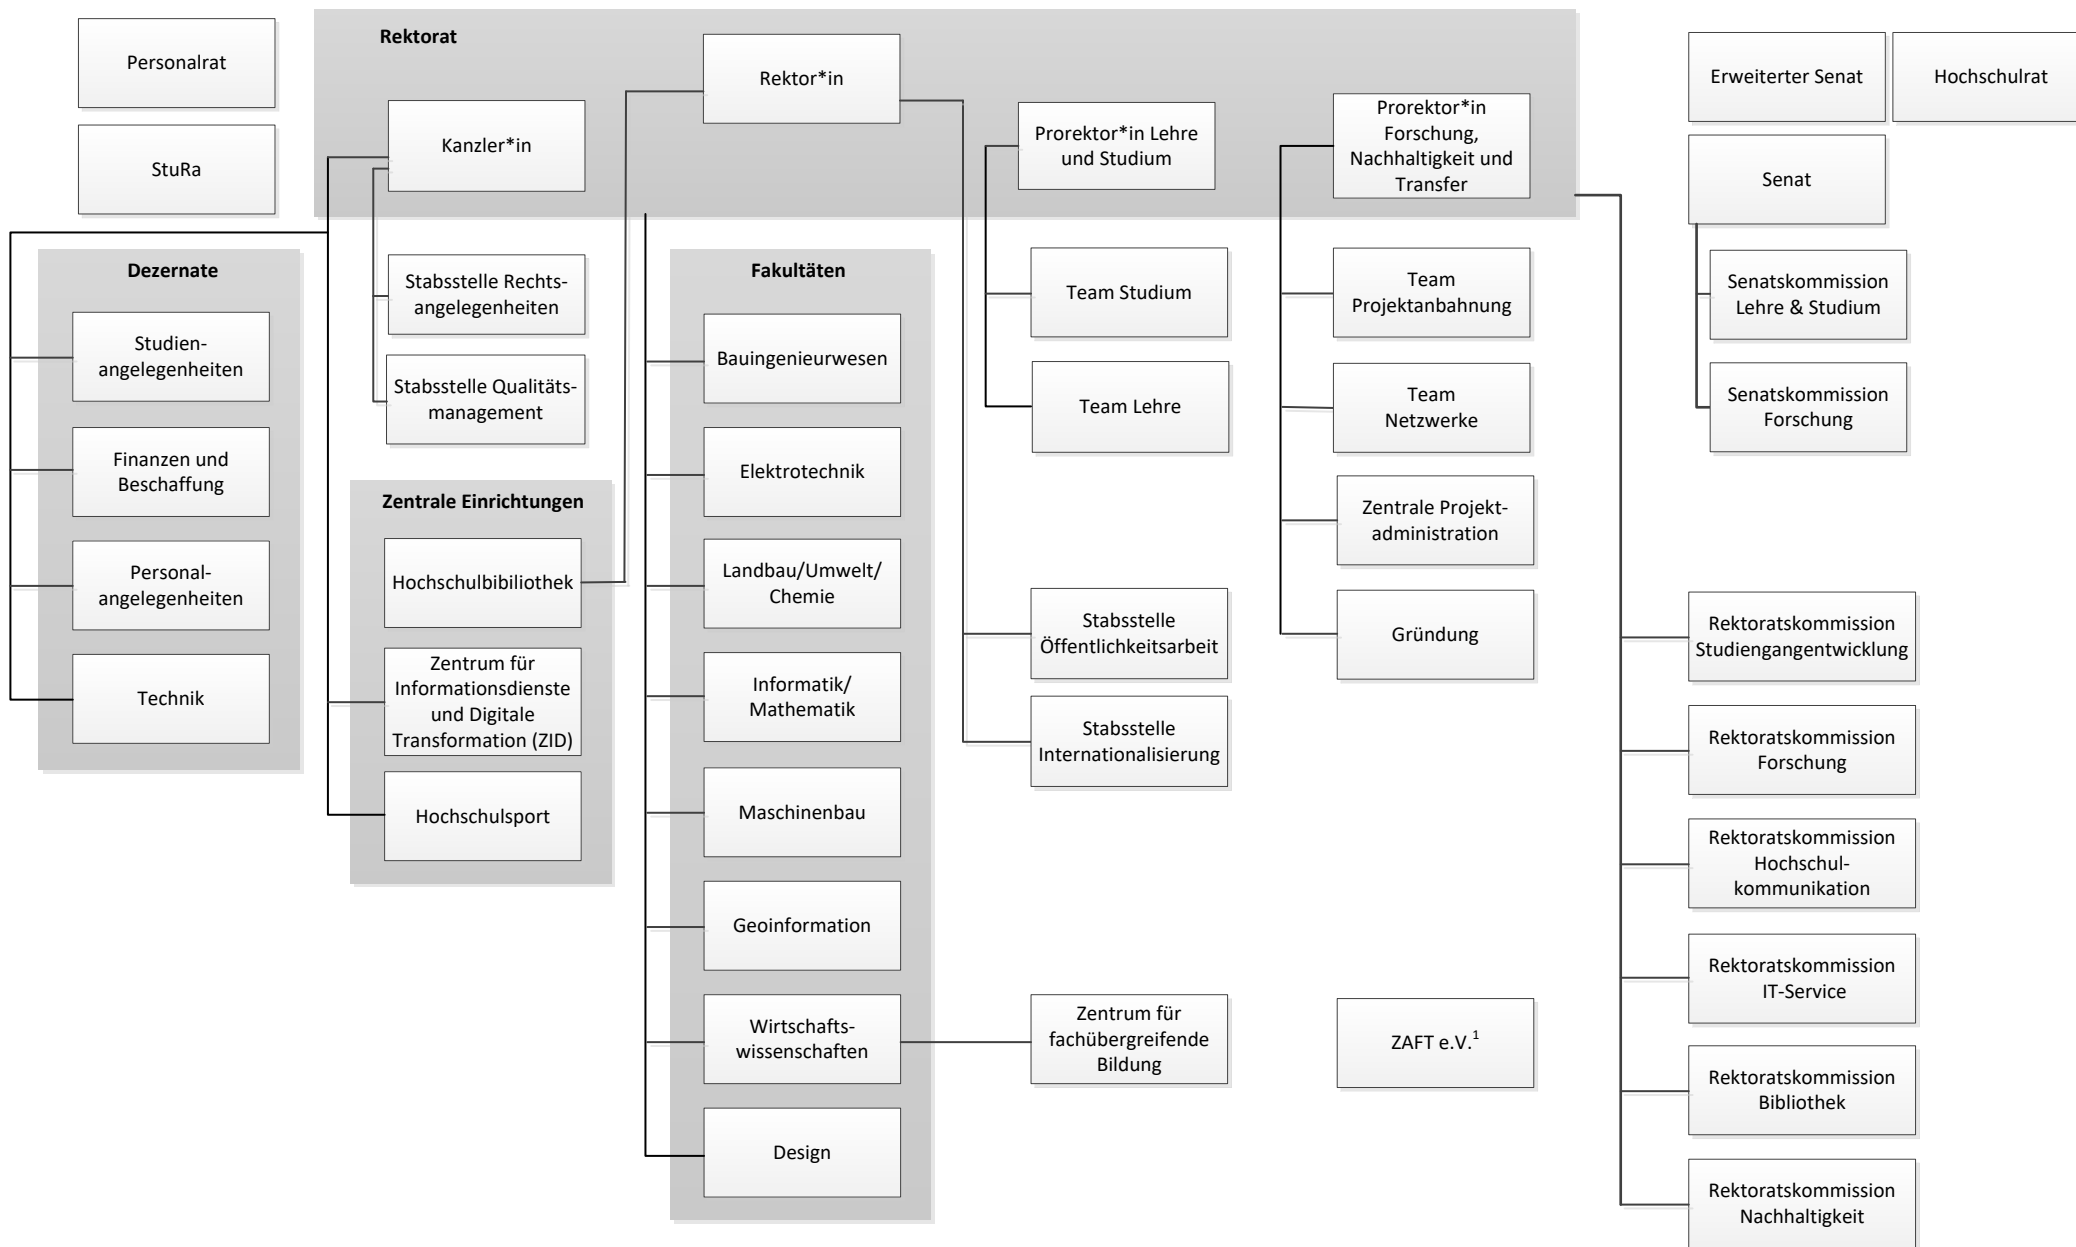 Personalrat
StuRa
Rektorat
Rektor*in
Kanzler*in
Prorektor*in Lehre
und Studium
Prorektor*in
Forschung,
Nachhaltigkeit und
Transfer
Erweiterter Senat
Hochschulrat
Senat
Senatskommission
Lehre & Studium
Senatskommission
Forschung
Dezernate
Studien-
angelegenheiten
Finanzen und
Beschaffung
Personal-
angelegenheiten
Technik
Stabsstelle Rechts-
angelegenheiten
Stabsstelle Qualitäts-
management
Zentrale Einrichtungen
Hochschulbibiliothek
Zentrum für
Informationsdienste
und Digitale
Transformation (ZID)
Hochschulsport
Fakultäten
Bauingenieurwesen
Elektrotechnik
Landbau/Umwelt/
Chemie
Informatik/
Mathematik
Maschinenbau
Geoinformation
Wirtschafts-
wissenschaften
Design
Team Studium
Team Lehre
Stabsstelle
Öffentlichkeitsarbeit
Stabsstelle
Internationalisierung
Zentrum für
fachübergreifende
Bildung
Team
Projektanbahnung
Team
Netzwerke
Zentrale Projekt-
administration
Gründung
ZAFT e.V.¹
Rektoratskommission
Studiengangentwicklung
Rektoratskommission
Forschung
Rektoratskommission
Hochschul-
kommunikation
Rektoratskommission
IT-Service
Rektoratskommission
Bibliothek
Rektoratskommission
Nachhaltigkeit